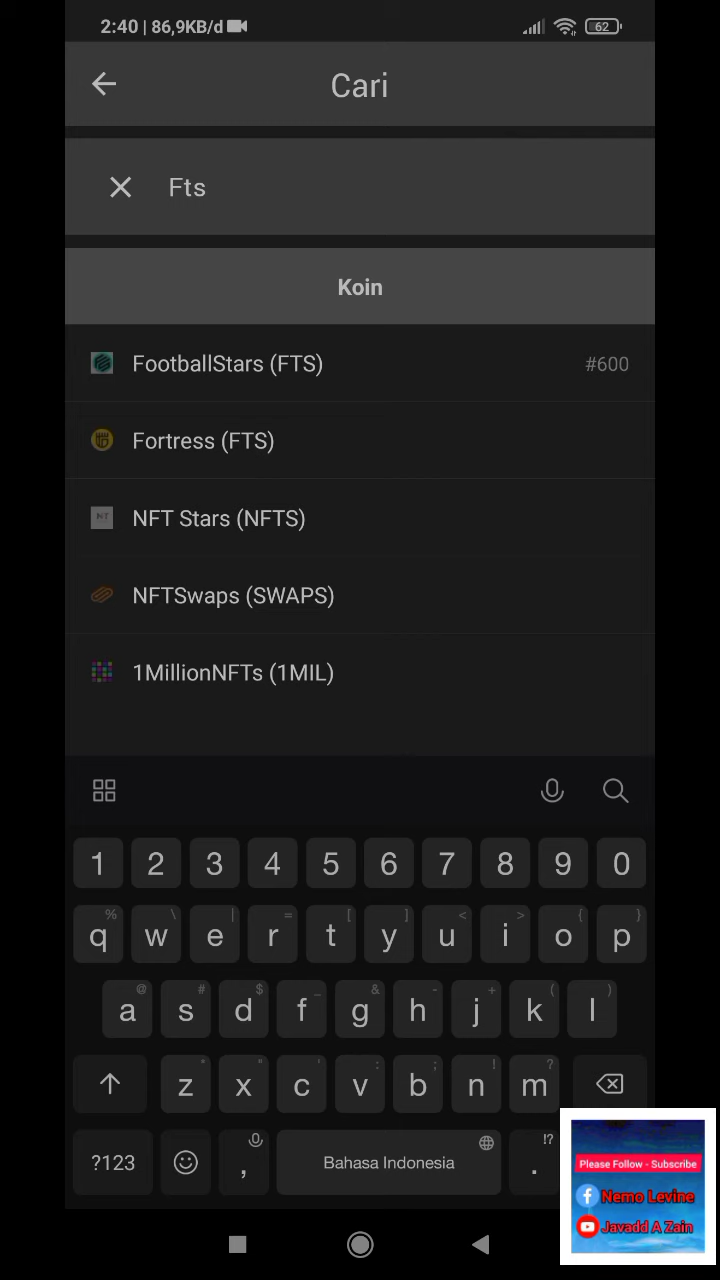 2:40 | 86,9KB/d
62
Cari
Fts
Koin
FootballStars (FTS)
#600
Fortress (FTS)
NFT Stars (NFTS)
NFTSwaps (SWAPS)
1MillionNFTs (1MIL)
1 2 3 4 5 6 7 8 9 0
% \ | = [ ] < > { }
q w e r t y u i o p
@ # $ _ & - + ( )
a s d f g h j k l
* " ' : ; ! ?
z x c v b n m
?123 , Bahasa Indonesia . !?
Please Follow - Subscribe
Nemo Levine
Javadd A Zain